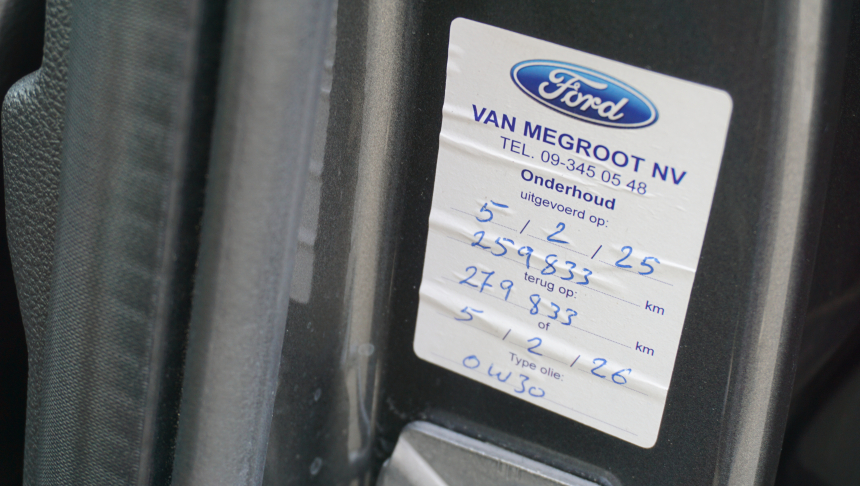 Ford
VAN MEGROOT NV
TEL. 09-345 05 48
Onderhoud
uitgevoerd op:
5 / 2 / 25
259833 km
terug op:
279 833 km
of
5 / 2 / 26
Type olie:
0W30